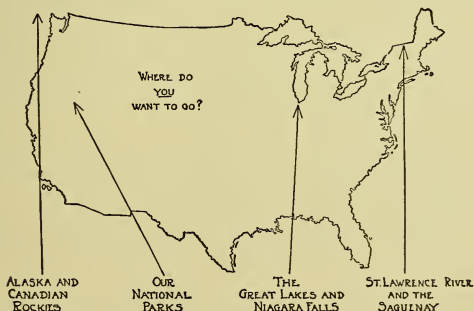 WHERE DO
YOU
WANT TO GO?
ALASKA AND
CANADIAN
ROCKIES
OUR
NATIONAL
PARKS
THE
GREAT LAKES AND
NIAGARA FALLS
ST. LAWRENCE RIVER
AND THE
SAGUENAY